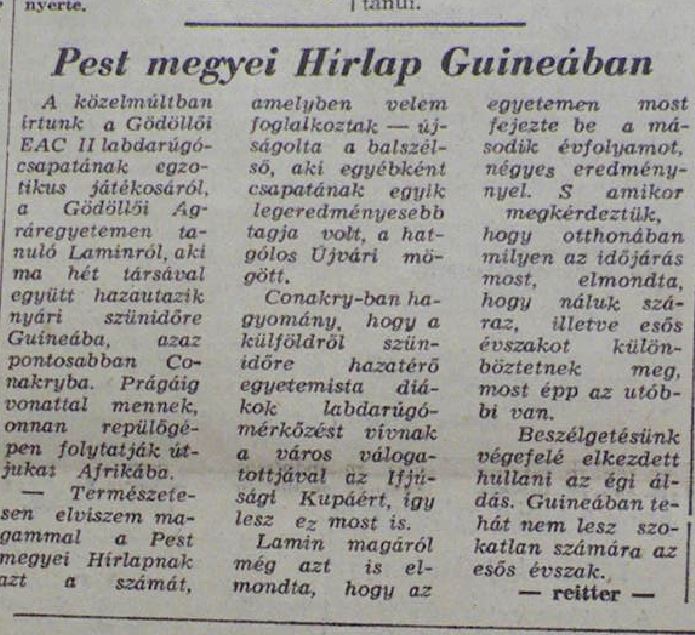 nyerte.
tanul.
Pest megyei Hírlap Guineában
A közelmúltban
írtunk a Gödöllői
EAC II labdarúgó-
csapatának egzo-
tikus játékosáról,
a Gödöllői Ag-
ráregyetemen ta-
nuló Laminról, aki
ma hét társával
együtt hazautazik
nyári szünidőre
Guineába, azaz
pontosabban Co-
nakryba. Prágáig
vonattal mennek,
onnan repülőgé-
pen folytatják út-
jukat Afrikába.
— Természete-
sen elviszem ma-
gammal a Pest
megyei Hírlapnak
azt a számát,
amelyben velem
foglalkoztak — új-
ságolta a balszél-
ső, aki egyébként
csapatának egyik
legeredményesebb
tagja volt, a hat-
gólos Újvári mö-
gött.
Conakry-ban ha-
gyomány, hogy a
külföldről szün-
időre hazatérő
egyetemista diá-
kok labdarúgó-
mérkőzést vívnak
a város váloga-
tottjával az Ifjú-
sági Kupáért, így
lesz ez most is.
Lamin magáról
még azt is el-
mondta, hogy az
egyetemen most
fejezte be a má-
sodik évfolyamot,
négyes eredmény-
nyel. S amikor
megkérdeztük,
hogy otthonában
milyen az időjárás
most, elmondta,
hogy náluk szá-
raz, illetve esős
évszakot külön-
böztetnek meg,
most épp az utób-
bi van.
Beszélgetésünk
végefelé elkezdett
hullani az égi ál-
dás. Guineában te-
hát nem lesz szo-
katlan számára az
esős évszak.
— reitter —